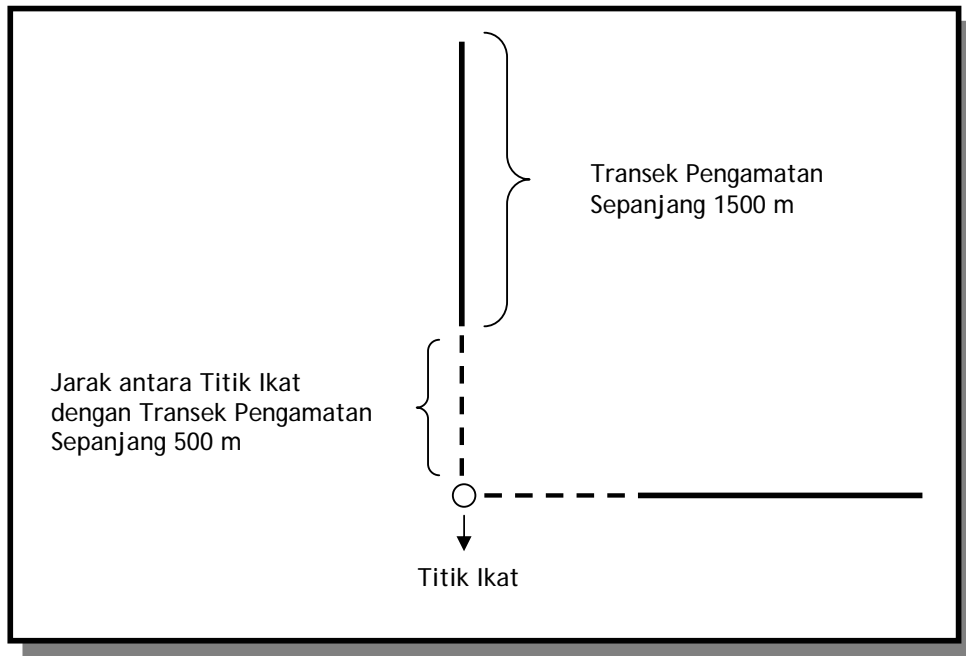 Transek Pengamatan
Sepanjang 1500 m
Jarak antara Titik Ikat
dengan Transek Pengamatan
Sepanjang 500 m
Titik Ikat